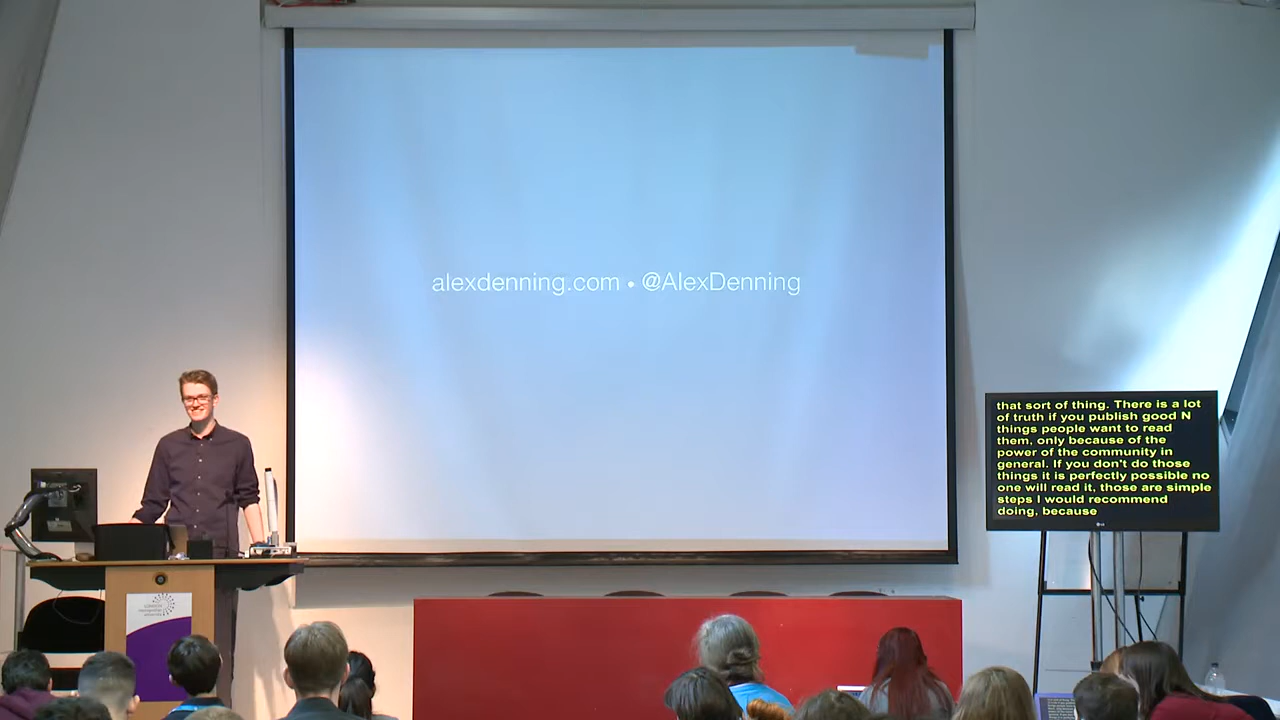 alexdenning.com • @AlexDenning
that sort of thing. There is a lot
of truth if you publish good N
things people want to read
them, only because of the
power of the community in
general. If you don't do those
things it is perfectly possible no
one will read it, those are simple
steps I would recommend
doing, because
LG